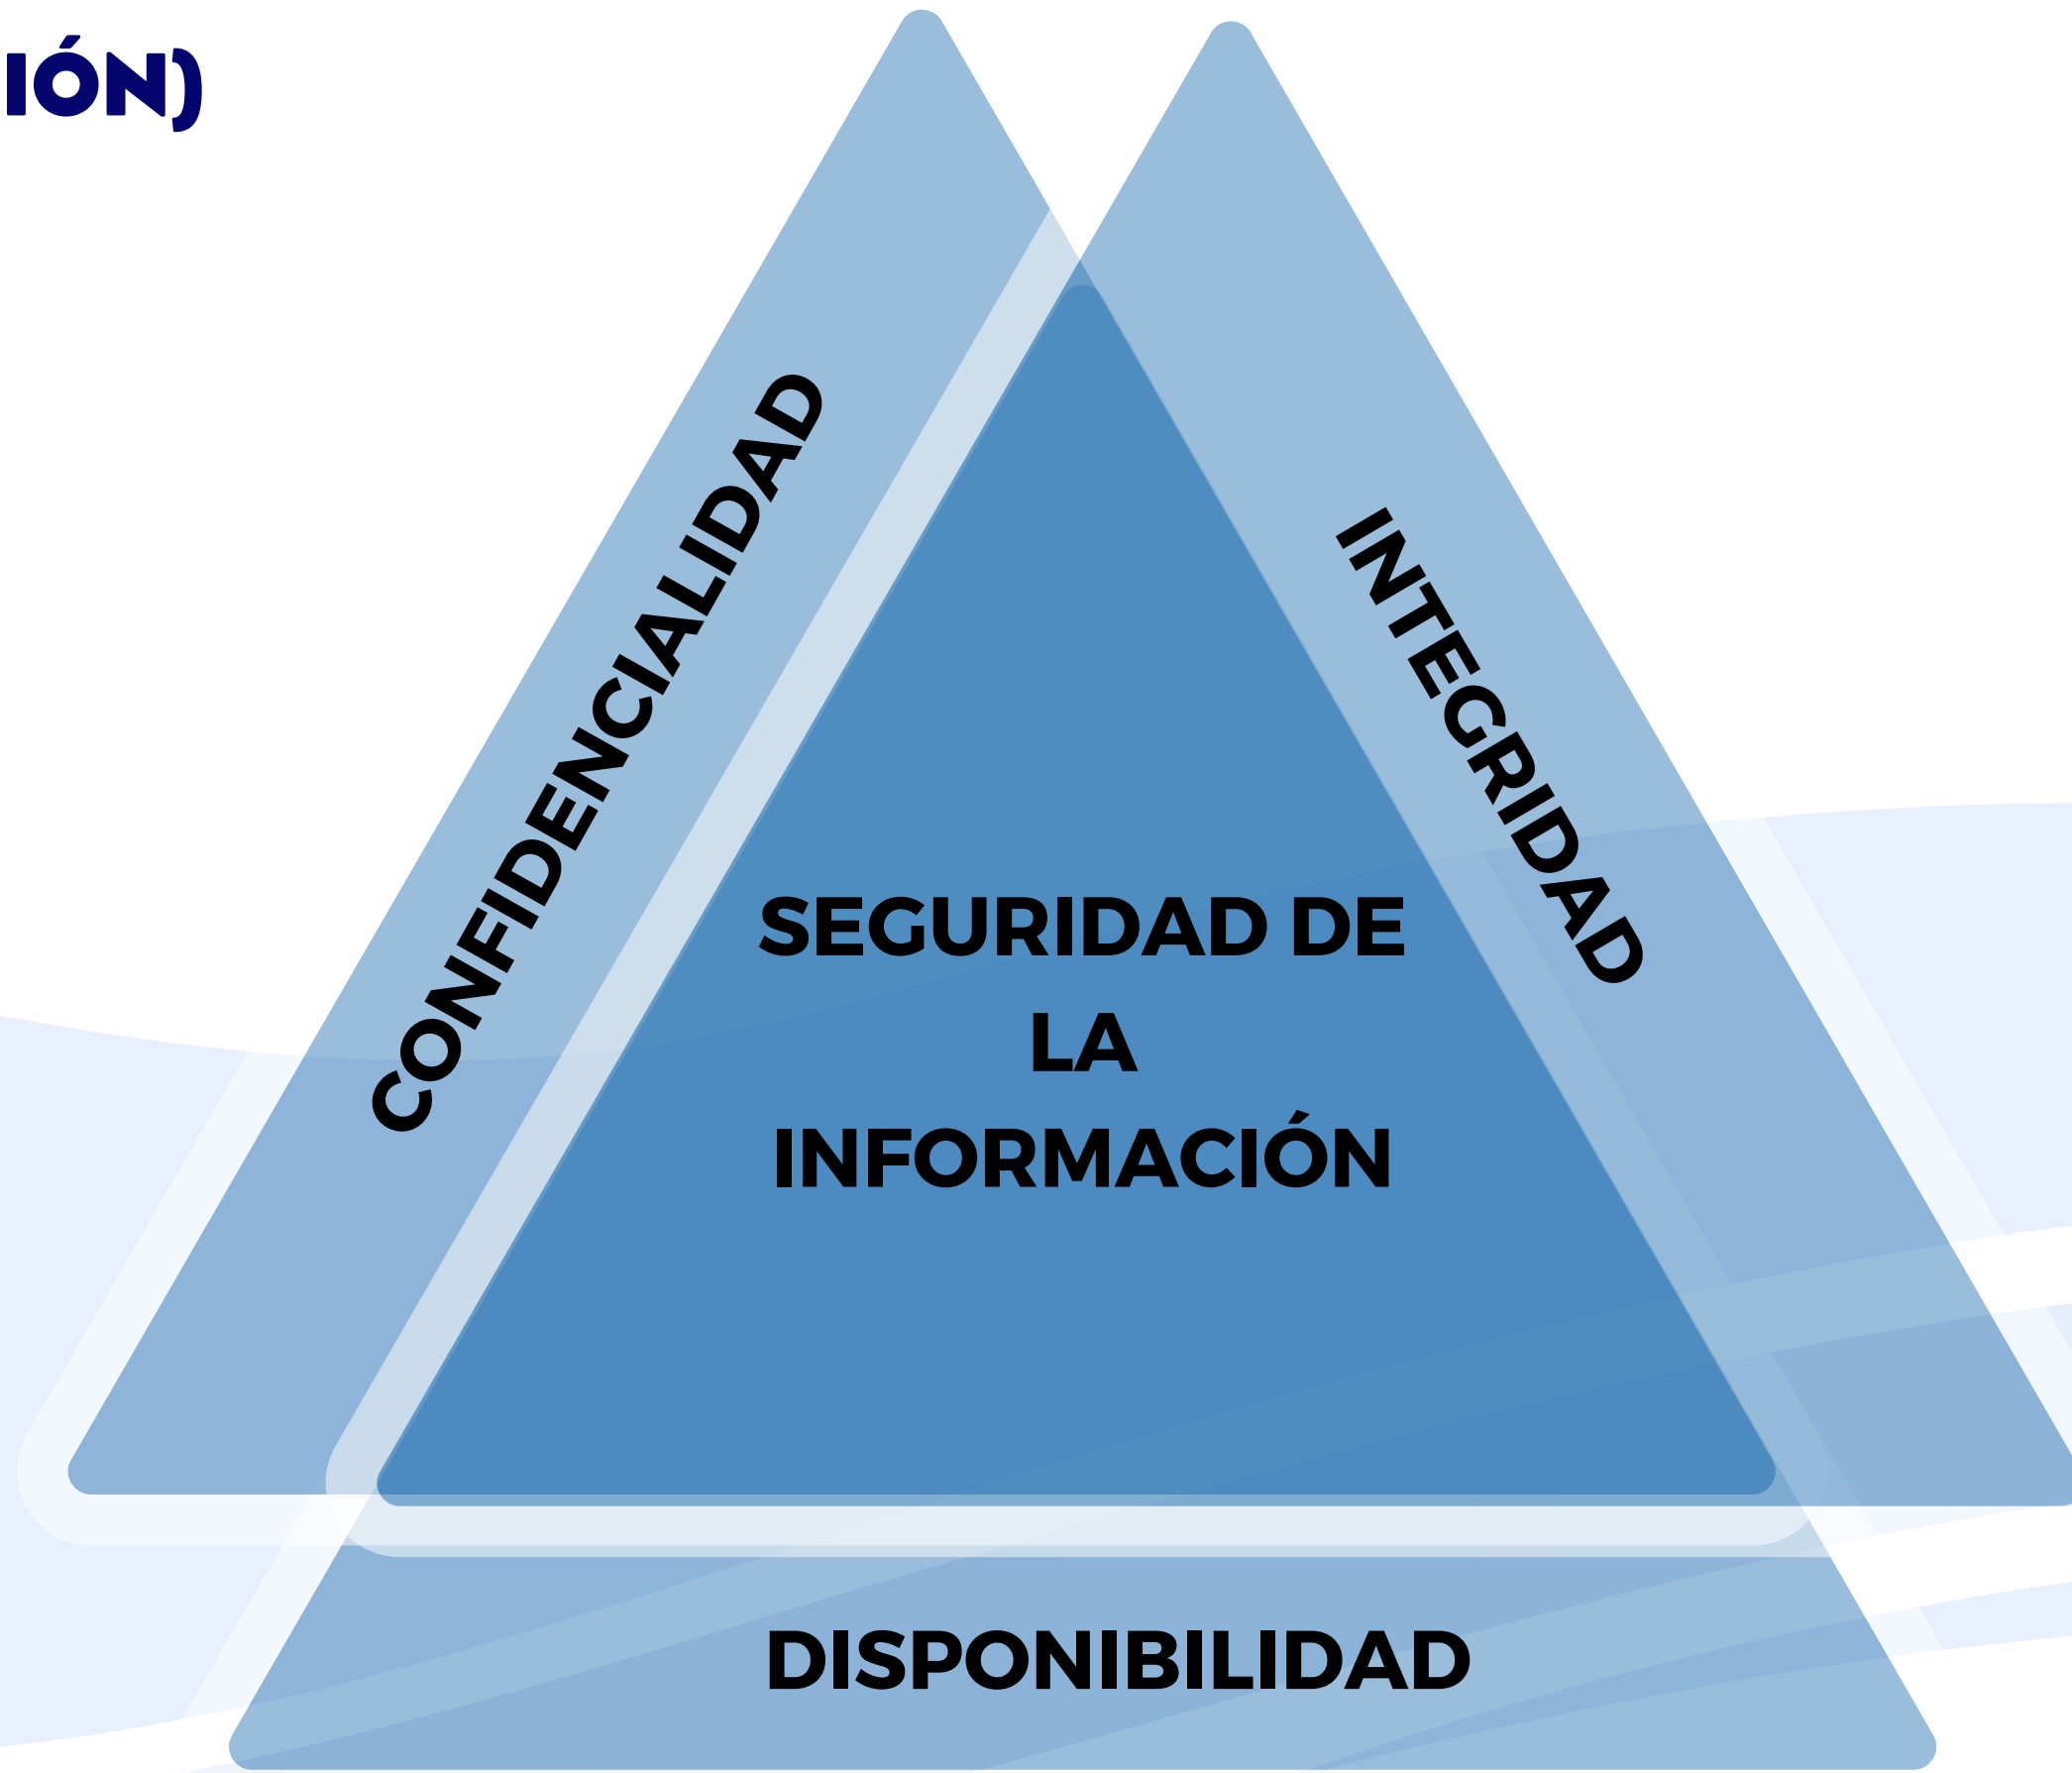 IÓN)
CONFIDENCIALIDAD
INTEGRIDAD
SEGURIDAD DE
LA
INFORMACIÓN
DISPONIBILIDAD